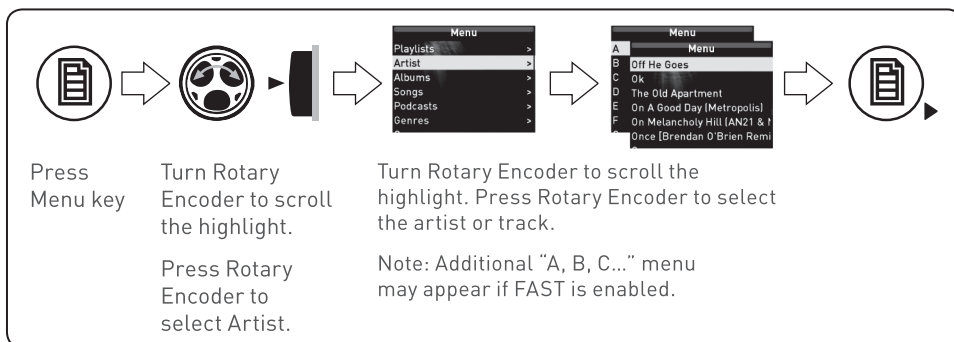 Menu
Playlists >
Artist >
Albums >
Songs >
Podcasts >
Genres >
Menu
A
B
C
D
E
F
Menu
Off He Goes
Ok
The Old Apartment
On A Good Day (Metropolis)
On Melancholy Hill (AN21 &
Once [Brendan O'Brien Remi
Press
Menu key
Turn Rotary
Encoder to scroll
the highlight.
Press Rotary
Encoder to
select Artist.
Turn Rotary Encoder to scroll the
highlight. Press Rotary Encoder to select
the artist or track.
Note: Additional “A, B, C...” menu
may appear if FAST is enabled.